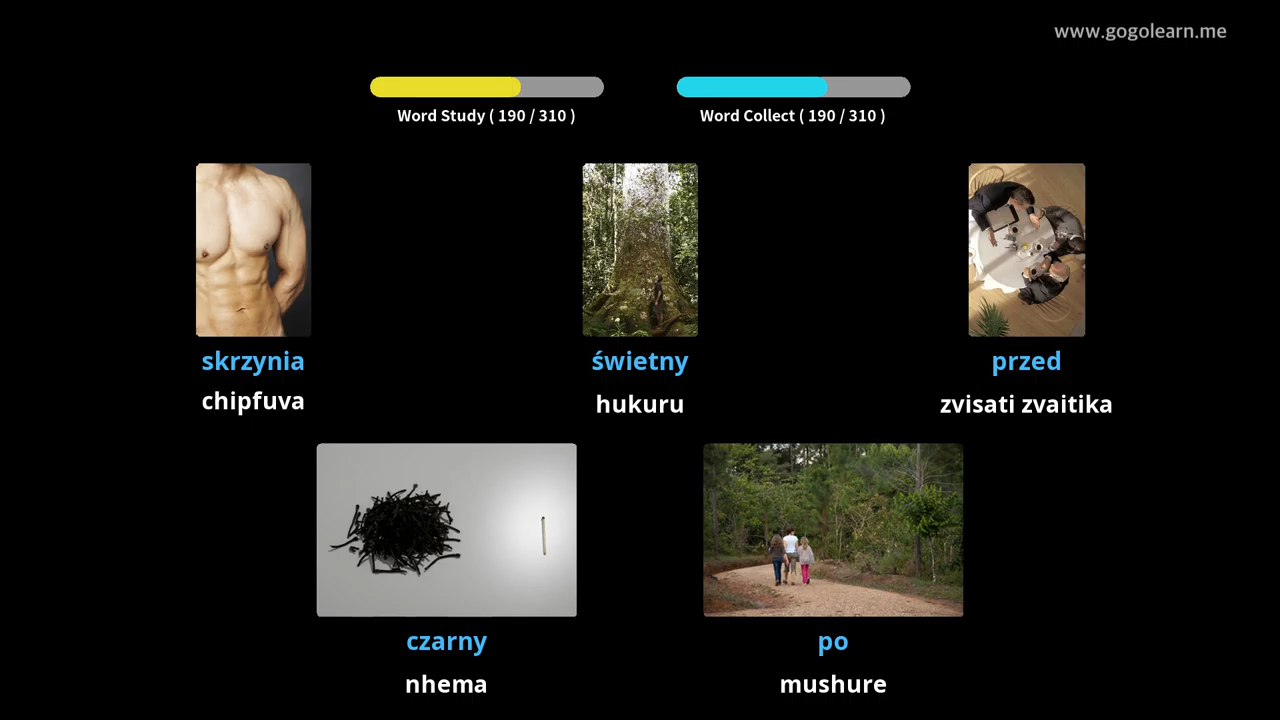 www.gogolearn.me
Word Study ( 190 / 310 )
Word Collect ( 190 / 310 )
skrzynia
chipfuva
świetny
hukuru
przed
zvisati zvaitika
czarny
nhema
po
mushure